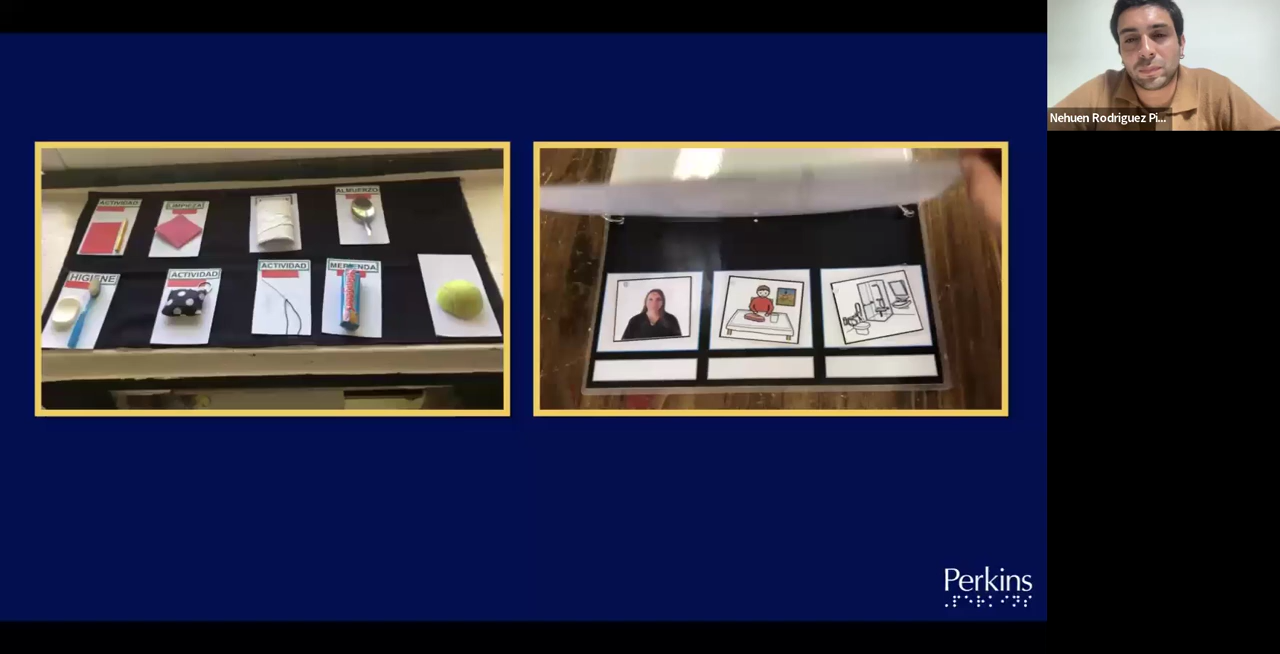 Nehuen Rodriguez Pi...
ACTIVIDAD
LIMPIEZA
ALMUERZO
HIGIENE
ACTIVIDAD
ACTIVIDAD
MERIENDA
Perkins
⠠⠏⠑⠗⠅⠊⠝⠎